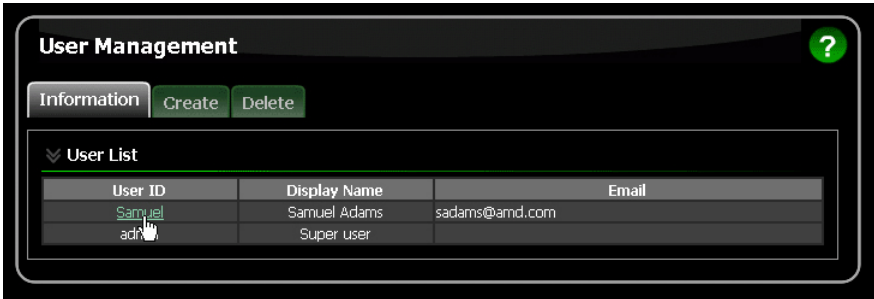 User Management
?
Information Create Delete
User List
User ID Display Name Email
Samuel Samuel Adams sadams@amd.com
Super user